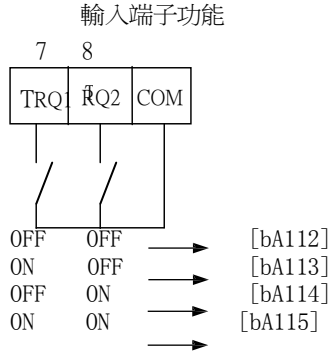 輸入端子功能
7 8
TRQ1 TRQ2 COM
OFF OFF [bA112]
ON OFF [bA113]
OFF ON [bA114]
ON ON [bA115]